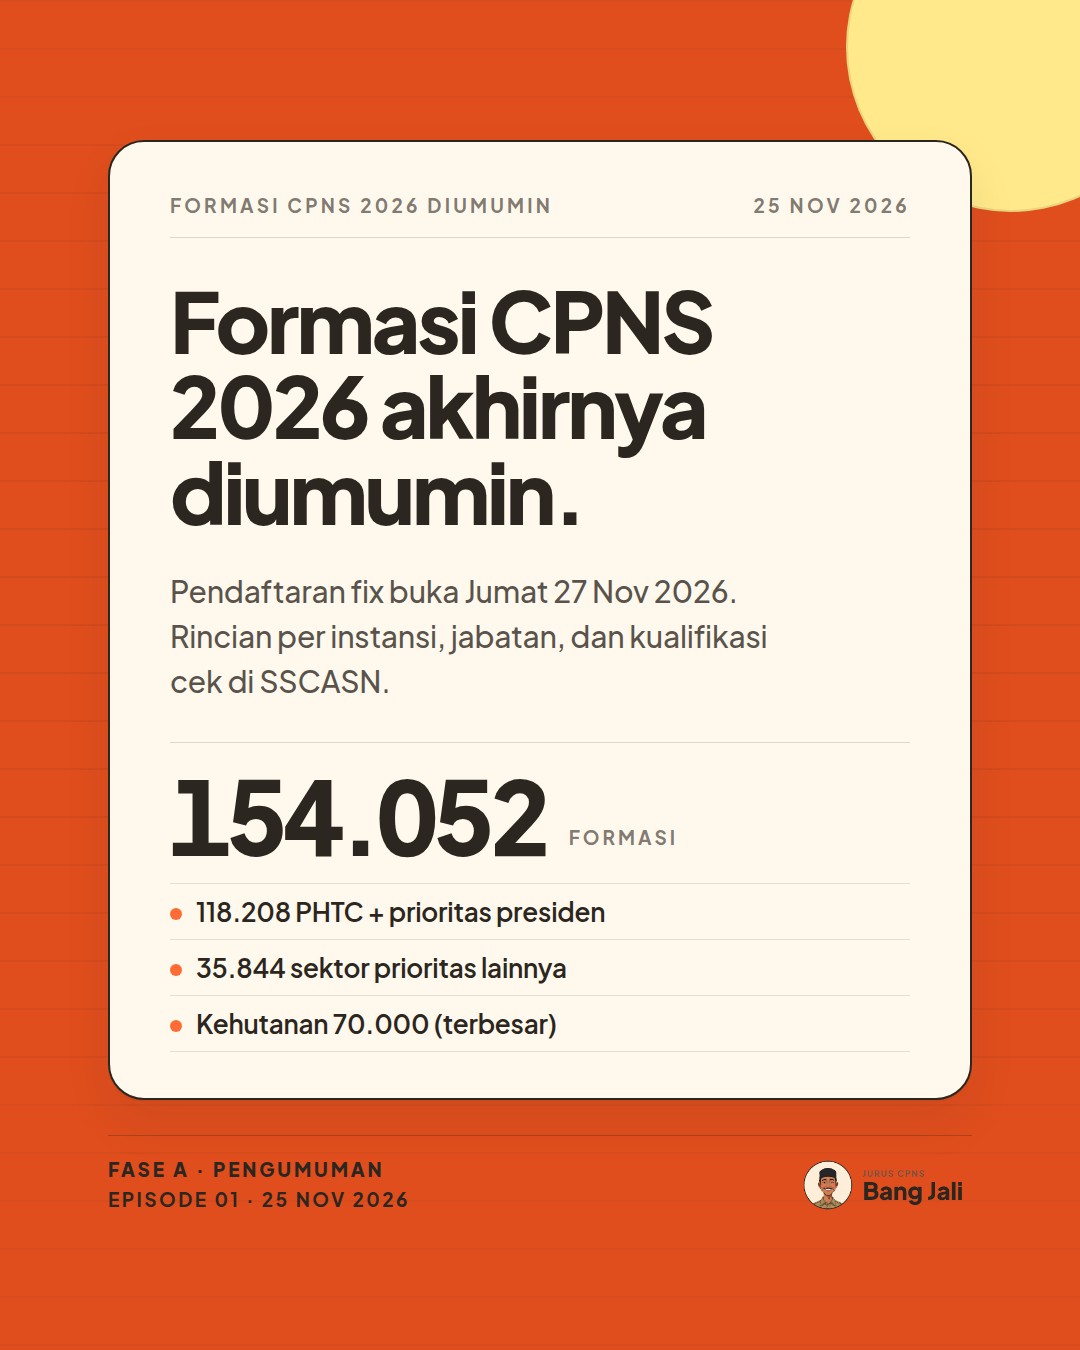 FORMASI CPNS 2026 DIUMUMIN
25 NOV 2026
Formasi CPNS
2026 akhirnya
diumumin.
Pendaftaran fix buka Jumat 27 Nov 2026.
Rincian per instansi, jabatan, dan kualifikasi
cek di SSCASN.
154.052 FORMASI
118.208 PHTC + prioritas presiden
35.844 sektor prioritas lainnya
Kehutanan 70.000 (terbesar)
FASE A · PENGUMUMAN
EPISODE 01 · 25 NOV 2026
JURUS CPNS
Bang Jali